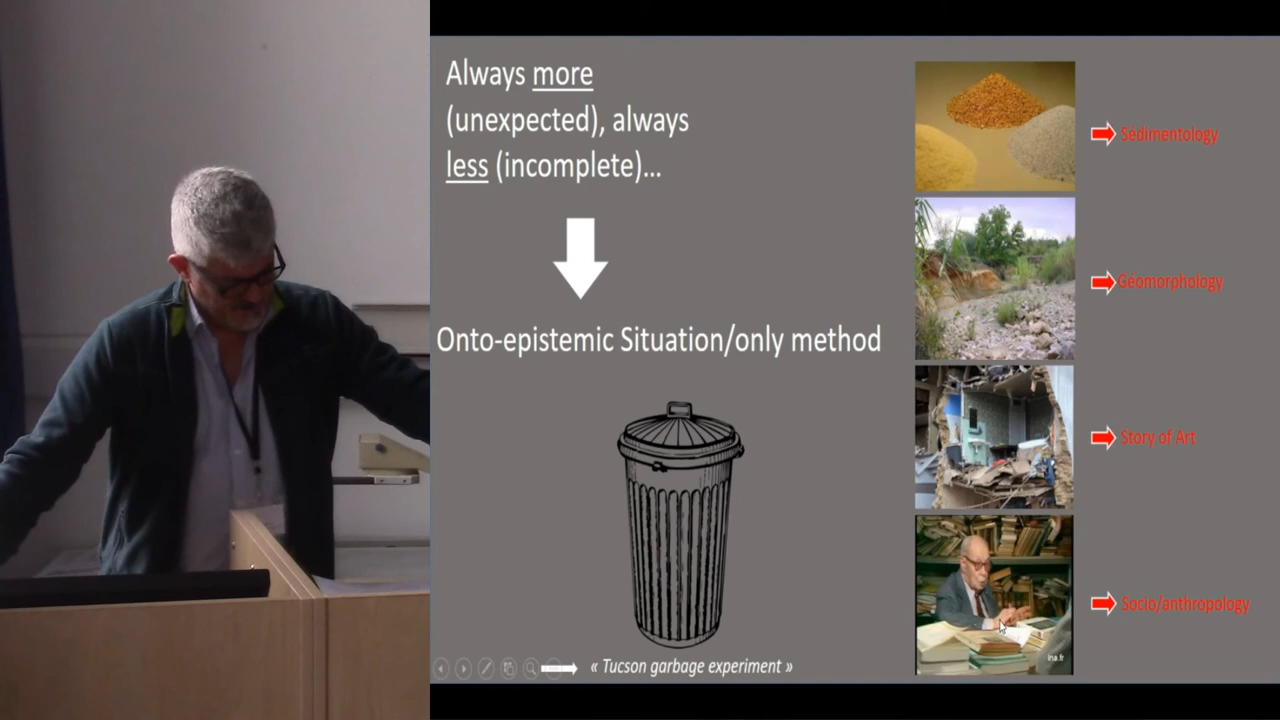 Always more
(unexpected), always
less (incomplete)...
Onto-epistemic Situation/only method
« Tucson garbage experiment »
Sédimentology
Géomorphology
Story of Art
Socio/anthropology
ina.fr